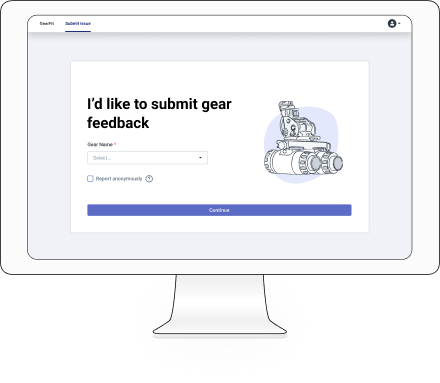 GearFit
Submit Issue
I'd like to submit gear
feedback
Gear Name *
Select...
Report anonymously ?
Continue